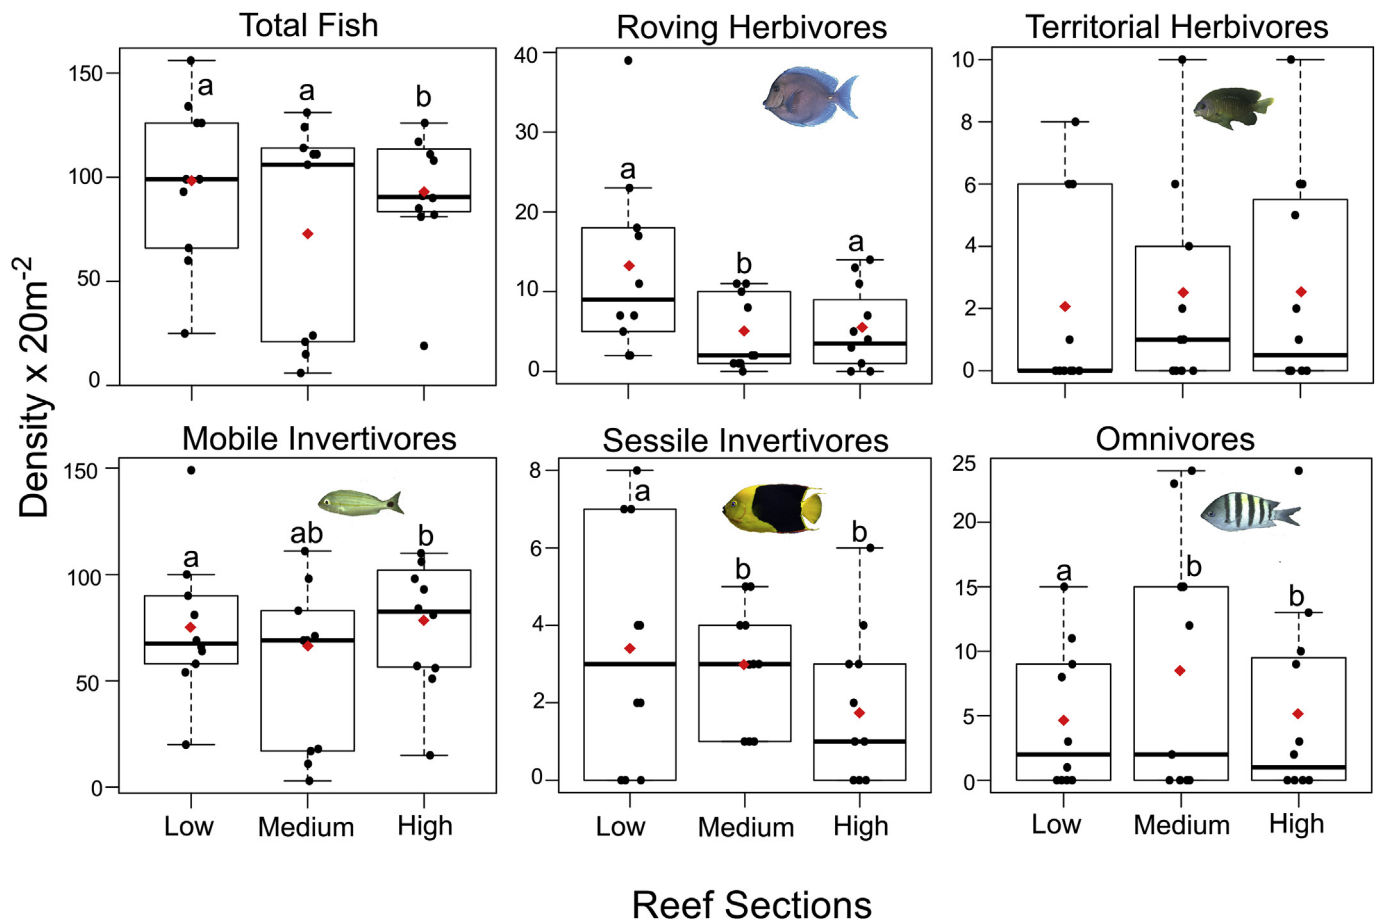 Total Fish
Roving Herbivores
Territorial Herbivores
150
100
50
0
a
a
b
40
30
20
10
0
a
b
a
10
8
6
4
2
0
Density x 20m-2
Mobile Invertivores
Sessile Invertivores
Omnivores
150
100
50
0
a
ab
b
8
6
4
2
0
a
b
b
25
20
15
10
5
0
a
b
b
Low Medium High
Low Medium High
Low Medium High
Reef Sections